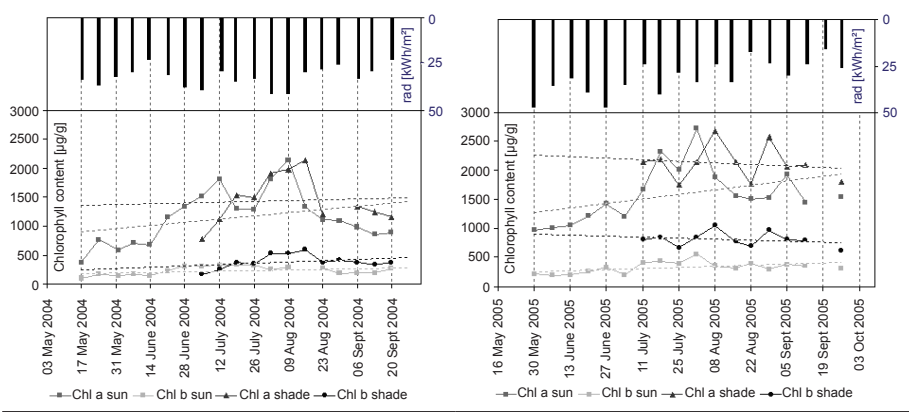 0
25
50
rad [kWh/m²]
3000
2500
2000
1500
1000
500
0
Chlorophyll content [µg/g]
03 May 2004
17 May 2004
31 May 2004
14 June 2004
28 June 2004
12 July 2004
26 July 2004
09 Aug 2004
23 Aug 2004
06 Sept 2004
20 Sept 2004
Chl a sun Chl b sun Chl a shade Chl b shade
0
25
50
rad [kWh/m²]
3000
2500
2000
1500
1000
500
0
Chlorophyll content [µg/g]
16 May 2005
30 May 2005
13 June 2005
27 June 2005
11 July 2005
25 July 2005
08 Aug 2005
22 Aug 2005
05 Sept 2005
19 Sept 2005
03 Oct 2005
Chl a sun Chl b sun Chl a shade Chl b shade